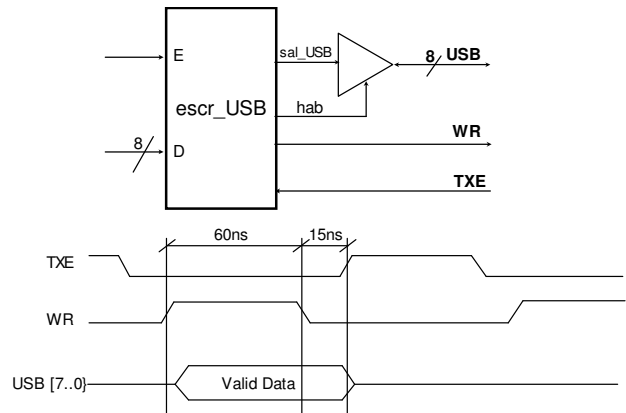 E
sal_USB
8 USB
escr_USB
hab
8
D
WR
TXE
60ns
15ns
TXE
WR
USB [7..0]
Valid Data